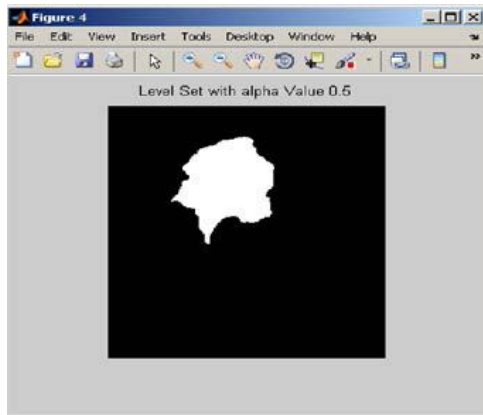 Figure 4
File Edit View Insert Tools Desktop Window Help
Level Set with alpha Value 0.5